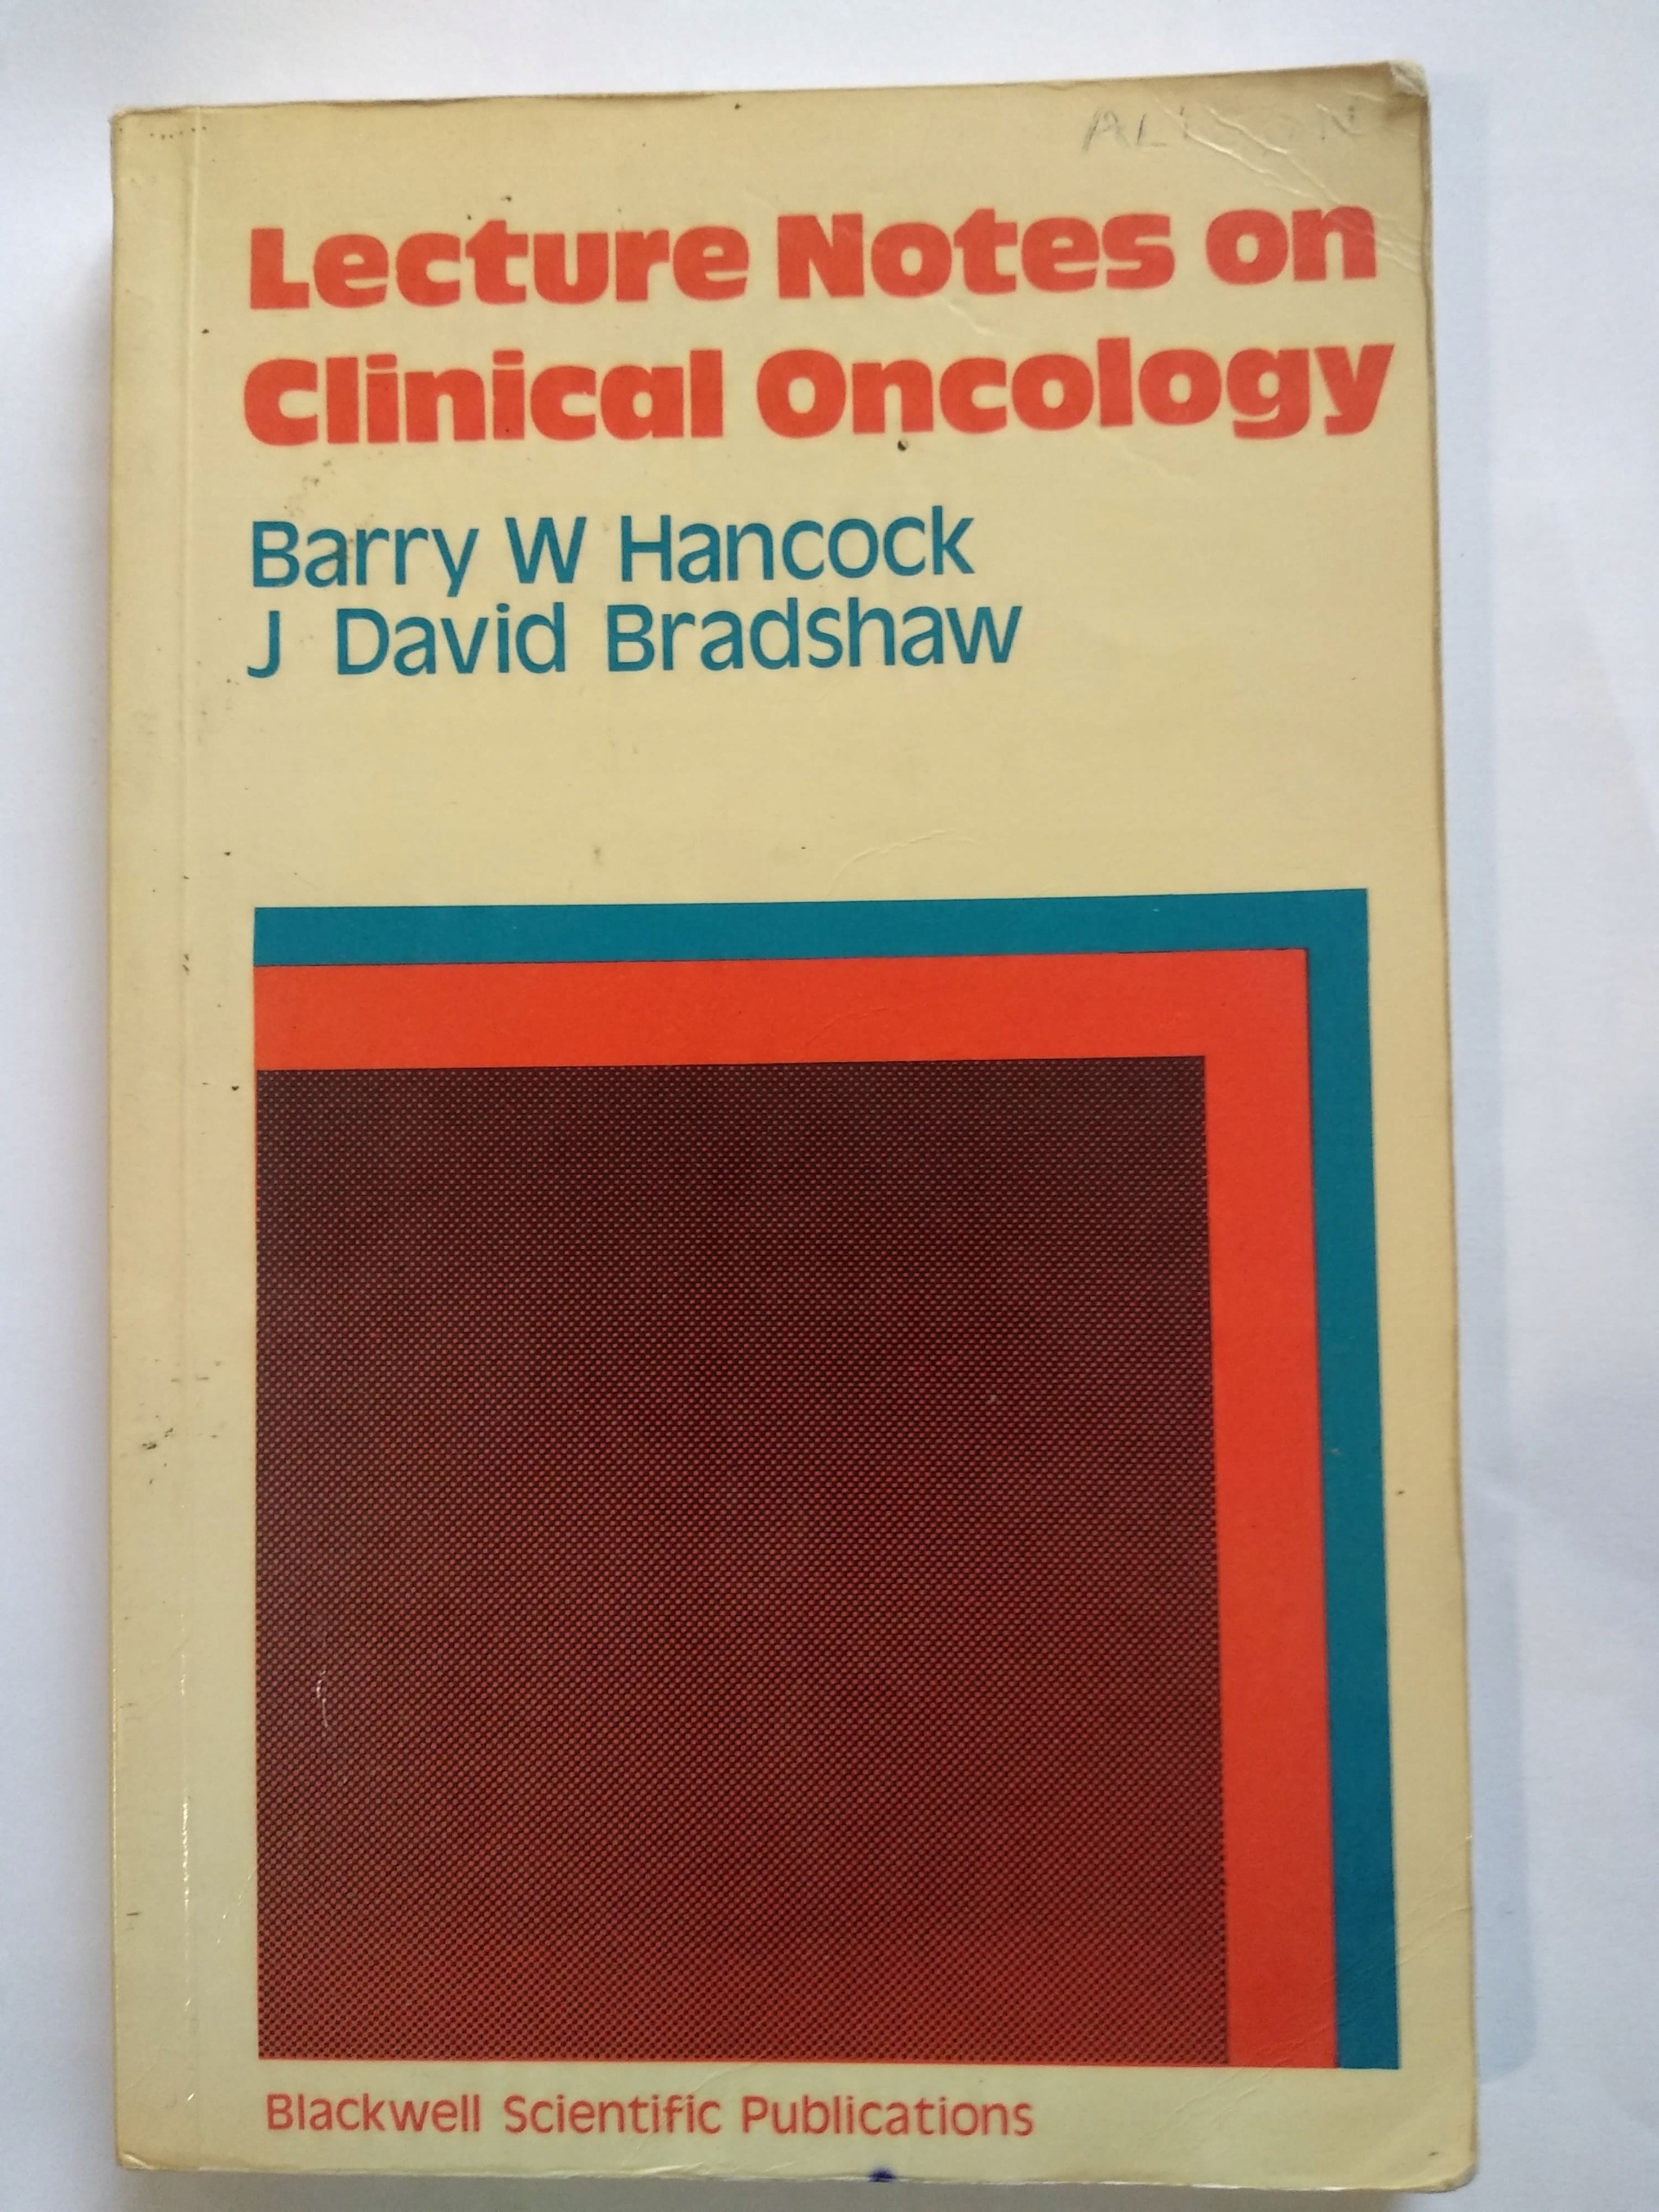 Lecture Notes on
Clinical Oncology
Barry W Hancock
J David Bradshaw
Blackwell Scientific Publications